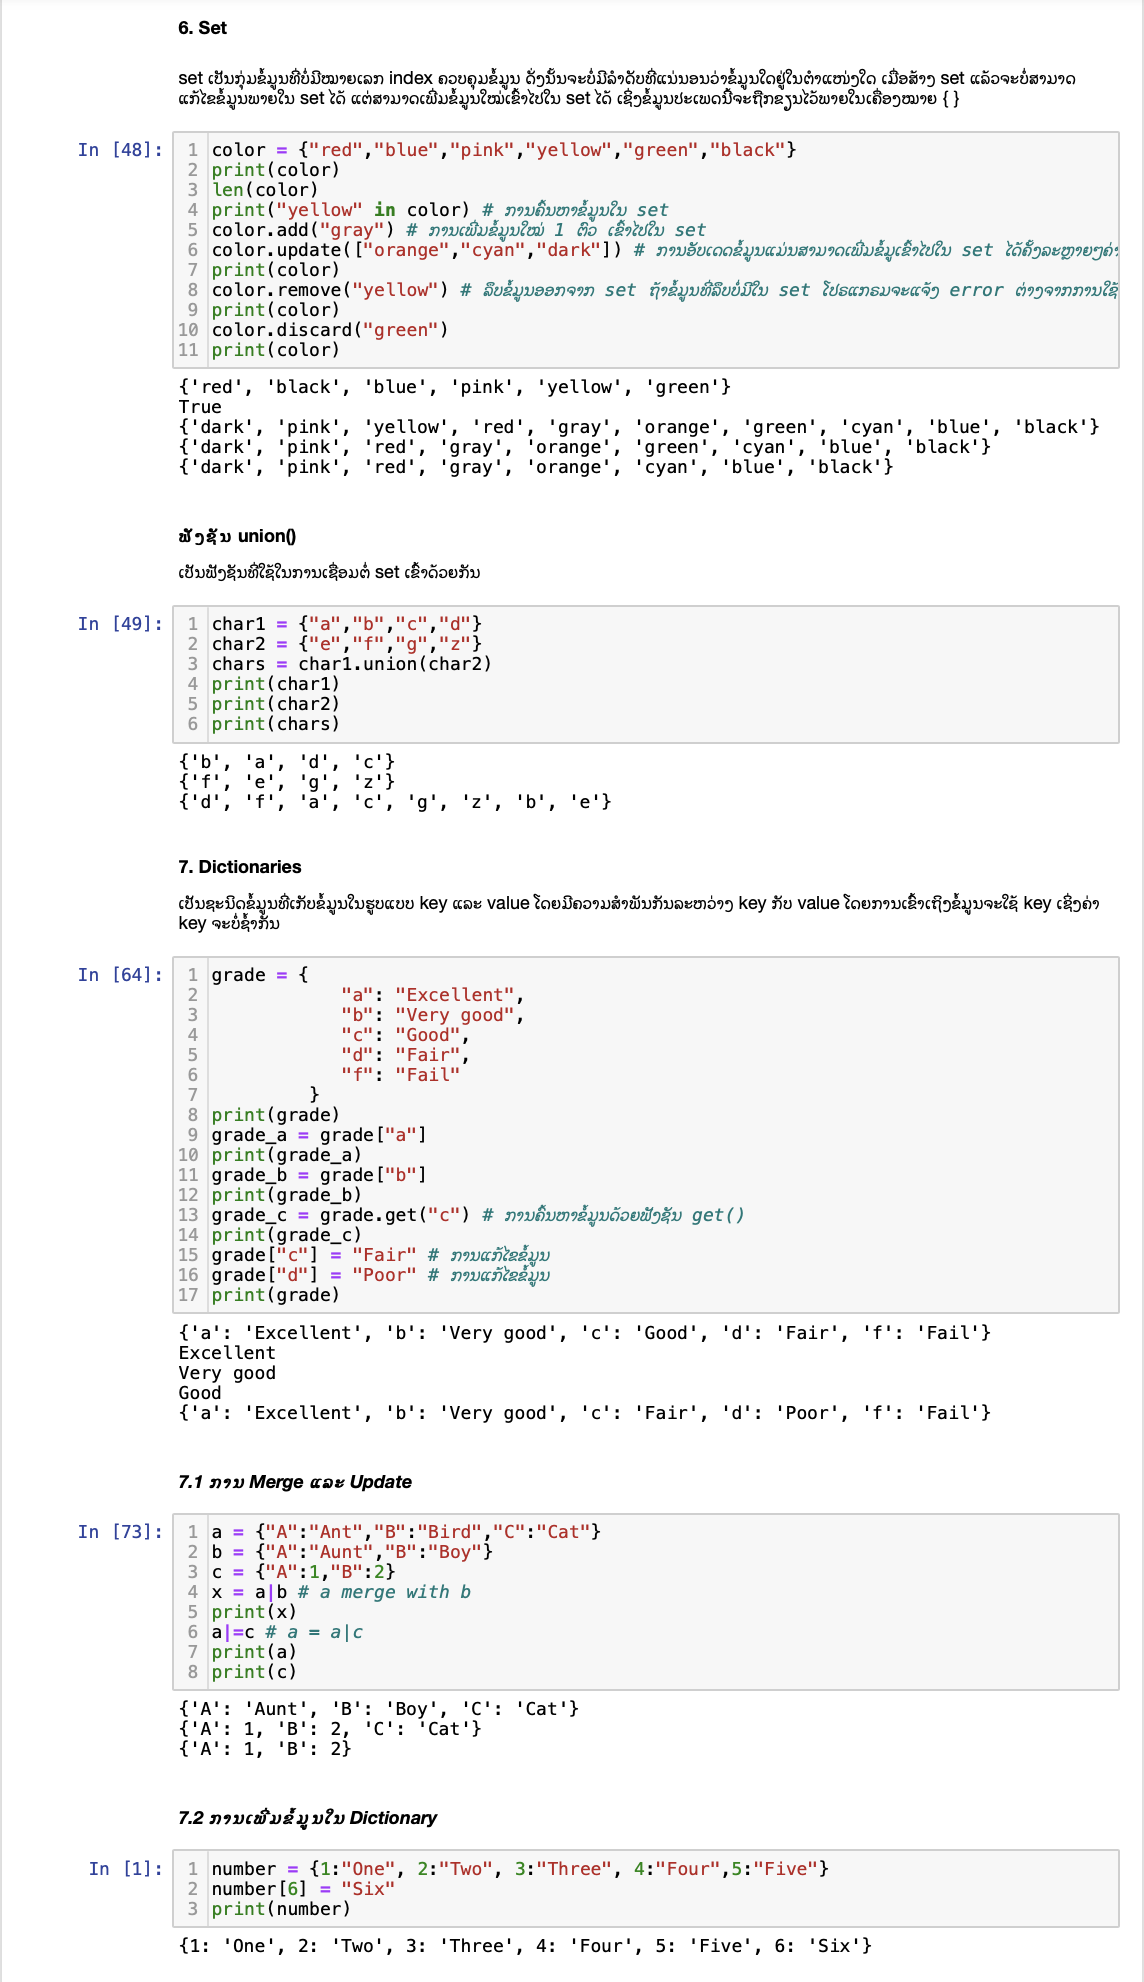 6. Set
set ເປັນກຸ່ມຂໍ້ມູນທີ່ບໍ່ມີໝາຍເລກ index ຄວບຄຸມຂໍ້ມູນ ດັ່ງນັ້ນຈະບໍ່ມີລຳດັບທີ່ແນ່ນອນວ່າຂໍ້ມູນໃດຢູ່ໃນຕຳແໜ່ງໃດ ເມື່ອສ້າງ set ແລ້ວຈະບໍ່ສາມາດ
ແກ້ໄຂຂໍ້ມູນພາຍໃນ set ໄດ້ ແຕ່ສາມາດເພີ່ມຂໍ້ມູນໃໝ່ເຂົ້າໄປໃນ set ໄດ້ ເຊິ່ງຂໍ້ມູນປະເພດນີ້ຈະຖືກຂຽນໄວ້ພາຍໃນເຄື່ອງໝາຍ { }
In [48]:
1 color = {"red","blue","pink","yellow","green","black"}
2 print(color)
3 len(color)
4 print("yellow" in color) # ການຄົ້ນຫາຂໍ້ມູນໃນ set
5 color.add("gray") # ການເພີ່ມຂໍ້ມູນໃໝ່ 1 ຕົວ ເຂົ້າໄປໃນ set
6 color.update(["orange","cyan","dark"]) # ການອັບເດດຂໍ້ມູນແມ່ນສາມາດເພີ່ມຂໍ້ມູເຂົ້າໄປໃນ set ໄດ້ຄັ້ງລະຫຼາຍໆຄ່າ
7 print(color)
8 color.remove("yellow") # ລຶບຂໍ້ມູນອອກຈາກ set ຖ້າຂໍ້ມູນທີ່ລຶບບໍ່ມີໃນ set ໂປຣແກຣມຈະແຈ້ງ error ຕ່າງຈາກການໃຊ້
9 print(color)
10 color.discard("green")
11 print(color)
{'red', 'black', 'blue', 'pink', 'yellow', 'green'}
True
{'dark', 'pink', 'yellow', 'red', 'gray', 'orange', 'green', 'cyan', 'blue', 'black'}
{'dark', 'pink', 'red', 'gray', 'orange', 'green', 'cyan', 'blue', 'black'}
{'dark', 'pink', 'red', 'gray', 'orange', 'cyan', 'blue', 'black'}
ຟັງຊັນ union()
ເປັນຟັງຊັນທີ່ໃຊ້ໃນການເຊື່ອມຕໍ່ set ເຂົ້າດ້ວຍກັນ
In [49]:
1 char1 = {"a","b","c","d"}
2 char2 = {"e","f","g","z"}
3 chars = char1.union(char2)
4 print(char1)
5 print(char2)
6 print(chars)
{'b', 'a', 'd', 'c'}
{'f', 'e', 'g', 'z'}
{'d', 'f', 'a', 'c', 'g', 'z', 'b', 'e'}
7. Dictionaries
ເປັນຊະນິດຂໍ້ມູນທີ່ເກັບຂໍ້ມູນໃນຮູບແບບ key ແລະ value ໂດຍມີຄວາມສຳພັນກັນລະຫວ່າງ key ກັບ value ໂດຍການເຂົ້າເຖິງຂໍ້ມູນຈະໃຊ້ key ເຊິ່ງຄ່າ
key ຈະບໍ່ຊ້ຳກັນ
In [64]:
1 grade = {
2 "a": "Excellent",
3 "b": "Very good",
4 "c": "Good",
5 "d": "Fair",
6 "f": "Fail"
7 }
8 print(grade)
9 grade_a = grade["a"]
10 print(grade_a)
11 grade_b = grade["b"]
12 print(grade_b)
13 grade_c = grade.get("c") # ການຄົ້ນຫາຂໍ້ມູນດ້ວຍຟັງຊັນ get()
14 print(grade_c)
15 grade["c"] = "Fair" # ການແກ້ໄຂຂໍ້ມູນ
16 grade["d"] = "Poor" # ການແກ້ໄຂຂໍ້ມູນ
17 print(grade)
{'a': 'Excellent', 'b': 'Very good', 'c': 'Good', 'd': 'Fair', 'f': 'Fail'}
Excellent
Very good
Good
{'a': 'Excellent', 'b': 'Very good', 'c': 'Fair', 'd': 'Poor', 'f': 'Fail'}
7.1 ການ Merge ແລະ Update
In [73]:
1 a = {"A":"Ant","B":"Bird","C":"Cat"}
2 b = {"A":"Aunt","B":"Boy"}
3 c = {"A":1,"B":2}
4 x = a|b # a merge with b
5 print(x)
6 a|=c # a = a|c
7 print(a)
8 print(c)
{'A': 'Aunt', 'B': 'Boy', 'C': 'Cat'}
{'A': 1, 'B': 2, 'C': 'Cat'}
{'A': 1, 'B': 2}
7.2 ການເພີ່ມຂໍ້ມູນໃນ Dictionary
In [1]:
1 number = {1:"One", 2:"Two", 3:"Three", 4:"Four",5:"Five"}
2 number[6] = "Six"
3 print(number)
{1: 'One', 2: 'Two', 3: 'Three', 4: 'Four', 5: 'Five', 6: 'Six'}